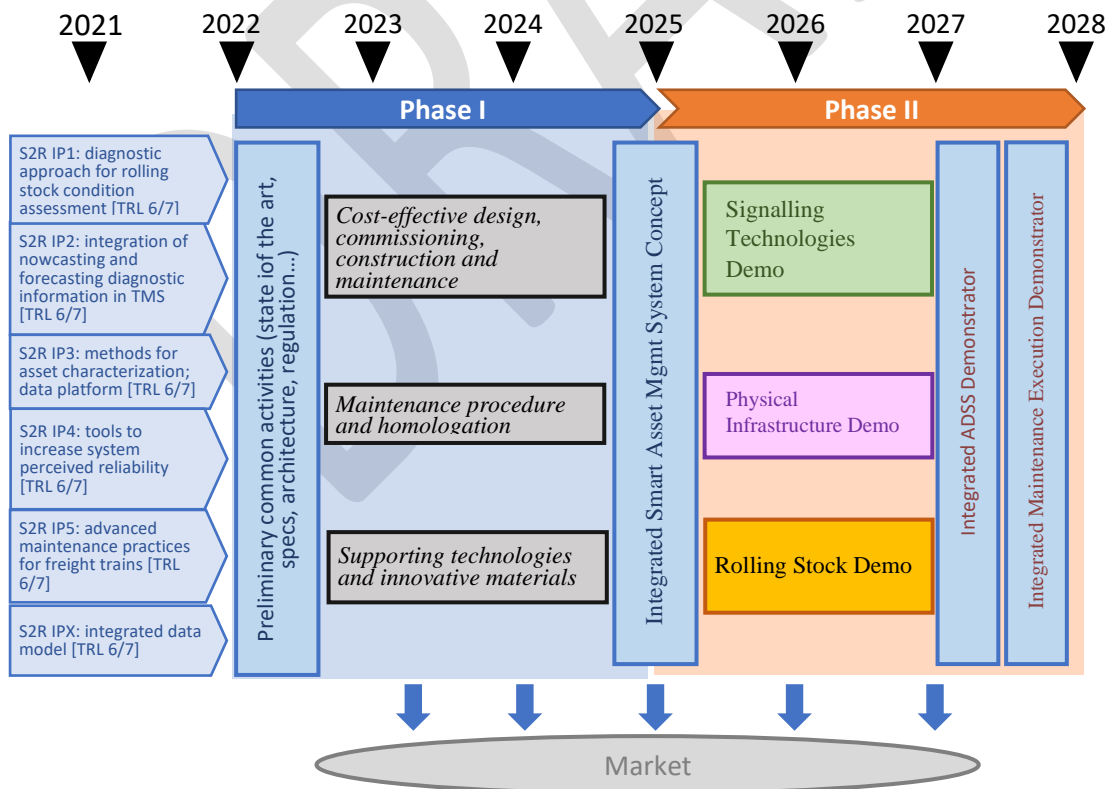 2021 2022 2023 2024 2025 2026 2027 2028
Phase I
Phase II
S2R IP1: diagnostic
approach for rolling
stock condition
assessment [TRL 6/7]
S2R IP2: integration of
nowcasting and
forecasting diagnostic
information in TMS
[TRL 6/7]
S2R IP3: methods for
asset characterization;
data platform [TRL 6/7]
S2R IP4: tools to
increase system
perceived reliability
[TRL 6/7]
S2R IP5: advanced
maintenance practices
for freight trains [TRL
6/7]
S2R IPX: integrated data
model [TRL 6/7]
Preliminary common activities (state iof the art,
specs, architecture, regulation...)
Cost-effective design,
commissioning,
construction and
maintenance
Maintenance procedure
and homologation
Supporting technologies
and innovative materials
Integrated Smart Asset Mgmt System Concept
Signalling
Technologies
Demo
Physical
Infrastructure Demo
Rolling Stock Demo
Integrated ADSS Demonstrator
Integrated Maintenance Execution Demonstrator
Market